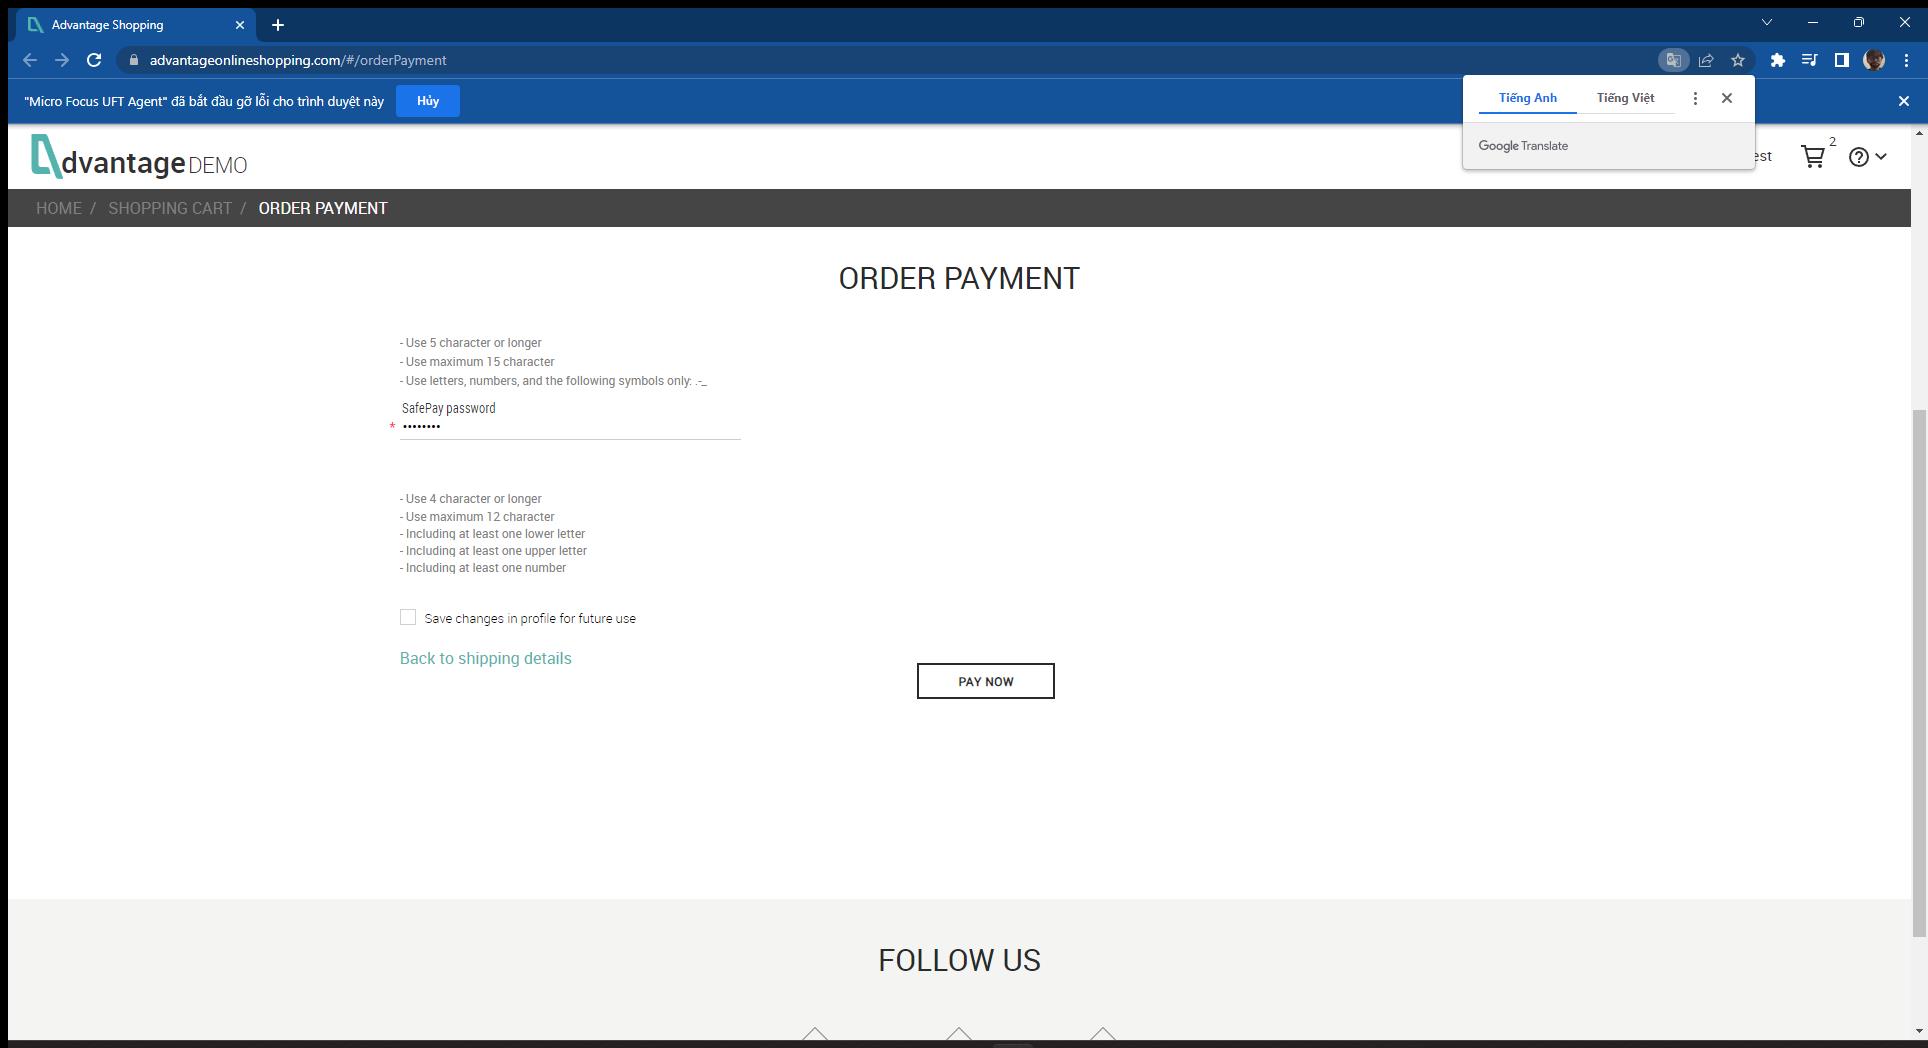 Advantage Shopping
advantageonlineshopping.com/#/orderPayment
"Micro Focus UFT Agent" đã bắt đầu gỡ lỗi cho trình duyệt này
Hủy
Tiếng Anh
Tiếng Việt
Google Translate
dvantage DEMO
2
HOME / SHOPPING CART / ORDER PAYMENT
ORDER PAYMENT
- Use 5 character or longer
- Use maximum 15 character
- Use letters, numbers, and the following symbols only: .-_
SafePay password
*
- Use 4 character or longer
- Use maximum 12 character
- Including at least one lower letter
- Including at least one upper letter
- Including at least one number
Save changes in profile for future use
Back to shipping details
PAY NOW
FOLLOW US